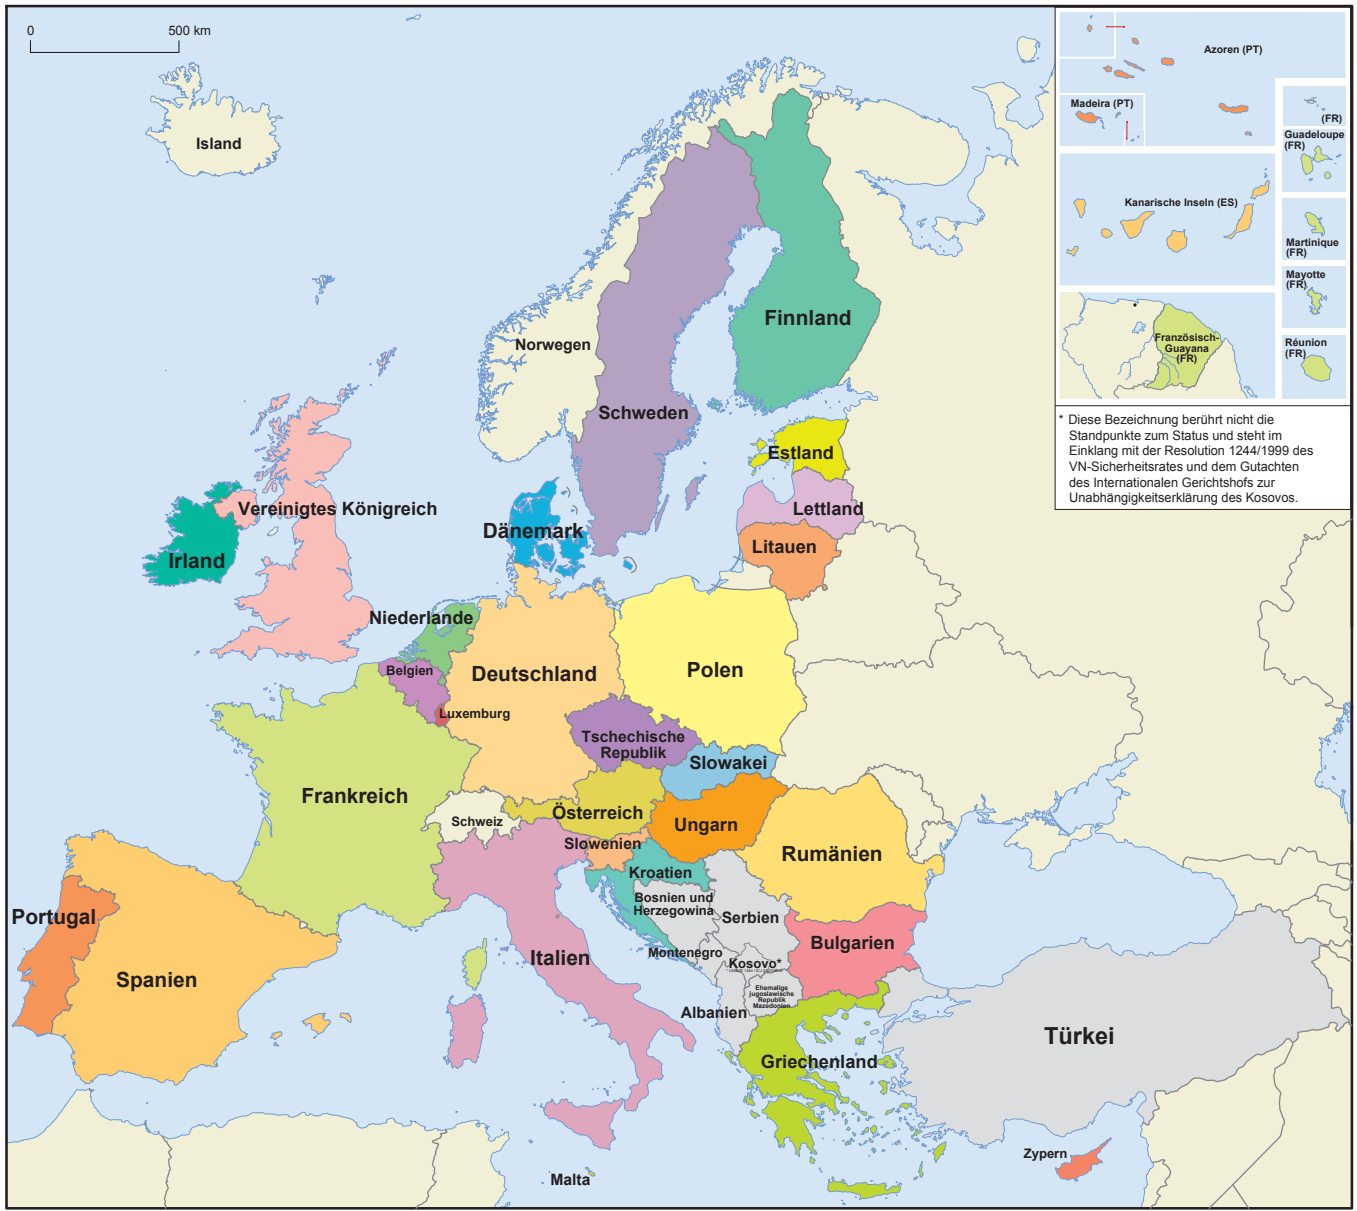 0
500 km
Island
Norwegen
Finnland
Schweden
Estland
Lettland
Litauen
Dänemark
Vereinigtes Königreich
Irland
Niederlande
Belgien
Luxemburg
Deutschland
Polen
Tschechische
Republik
Slowakei
Frankreich
Schweiz
Österreich
Ungarn
Slowenien
Kroatien
Rumänien
Bosnien und
Herzegowina
Serbien
Portugal
Spanien
Italien
Montenegro
Kosovo*
Bulgarien
Ehemalige
jugoslawische
Republik
Mazedonien
Albanien
Griechenland
Türkei
Malta
Zypern
Azoren (PT)
Madeira (PT)
(FR)
Guadeloupe
(FR)
Kanarische Inseln (ES)
Martinique
(FR)
Mayotte
(FR)
Französisch-
Guayana
(FR)
Réunion
(FR)
* Diese Bezeichnung berührt nicht die
Standpunkte zum Status und steht im
Einklang mit der Resolution 1244/1999 des
VN-Sicherheitsrates und dem Gutachten
des Internationalen Gerichtshofs zur
Unabhängigkeitserklärung des Kosovos.